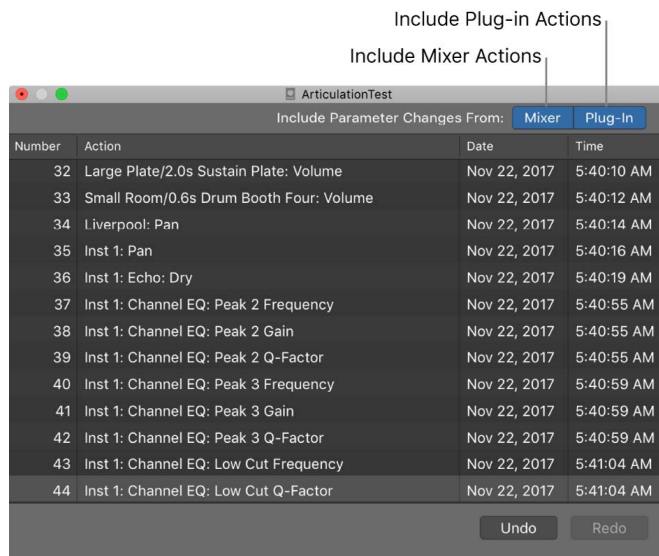 Include Plug-in Actions
Include Mixer Actions
ArticulationTest
Include Parameter Changes From: Mixer Plug-In
Number Action Date Time
32 Large Plate/2.0s Sustain Plate: Volume Nov 22, 2017 5:40:10 AM
33 Small Room/0.6s Drum Booth Four: Volume Nov 22, 2017 5:40:12 AM
34 Liverpool: Pan Nov 22, 2017 5:40:14 AM
35 Inst 1: Pan Nov 22, 2017 5:40:16 AM
36 Inst 1: Echo: Dry Nov 22, 2017 5:40:19 AM
37 Inst 1: Channel EQ: Peak 2 Frequency Nov 22, 2017 5:40:55 AM
38 Inst 1: Channel EQ: Peak 2 Gain Nov 22, 2017 5:40:55 AM
39 Inst 1: Channel EQ: Peak 2 Q-Factor Nov 22, 2017 5:40:55 AM
40 Inst 1: Channel EQ: Peak 3 Frequency Nov 22, 2017 5:40:59 AM
41 Inst 1: Channel EQ: Peak 3 Gain Nov 22, 2017 5:40:59 AM
42 Inst 1: Channel EQ: Peak 3 Q-Factor Nov 22, 2017 5:40:59 AM
43 Inst 1: Channel EQ: Low Cut Frequency Nov 22, 2017 5:41:04 AM
44 Inst 1: Channel EQ: Low Cut Q-Factor Nov 22, 2017 5:41:04 AM
Undo Redo